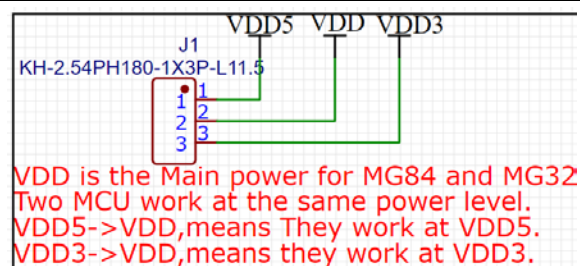 VDD5 VDD VDD3
J1
KH-2.54PH180-1X3P-L11.5
1 1
2 2
3 3
VDD is the Main power for MG84 and MG32
Two MCU work at the same power level.
VDD5->VDD,means They work at VDD5.
VDD3->VDD,means they work at VDD3.